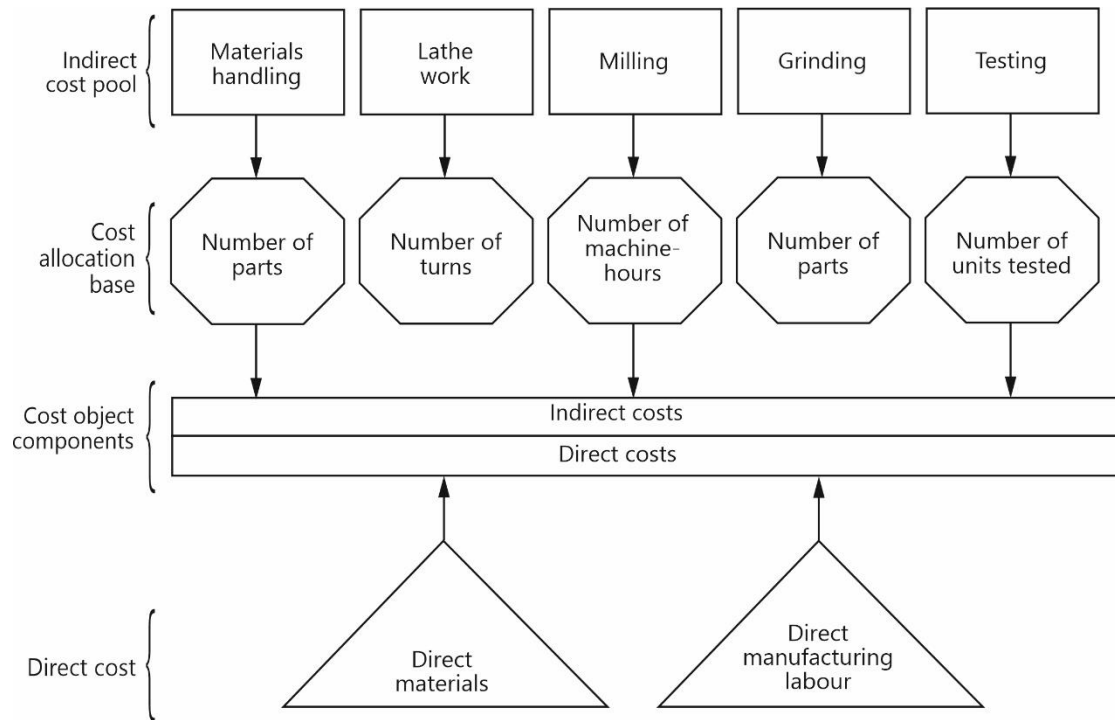 Indirect
cost pool
Materials
handling
Lathe
work
Milling
Grinding
Testing
Cost
allocation
base
Number of
parts
Number of
turns
Number of
machine-
hours
Number of
parts
Number of
units tested
Cost object
components
Indirect costs
Direct costs
Direct cost
Direct
materials
Direct
manufacturing
labour